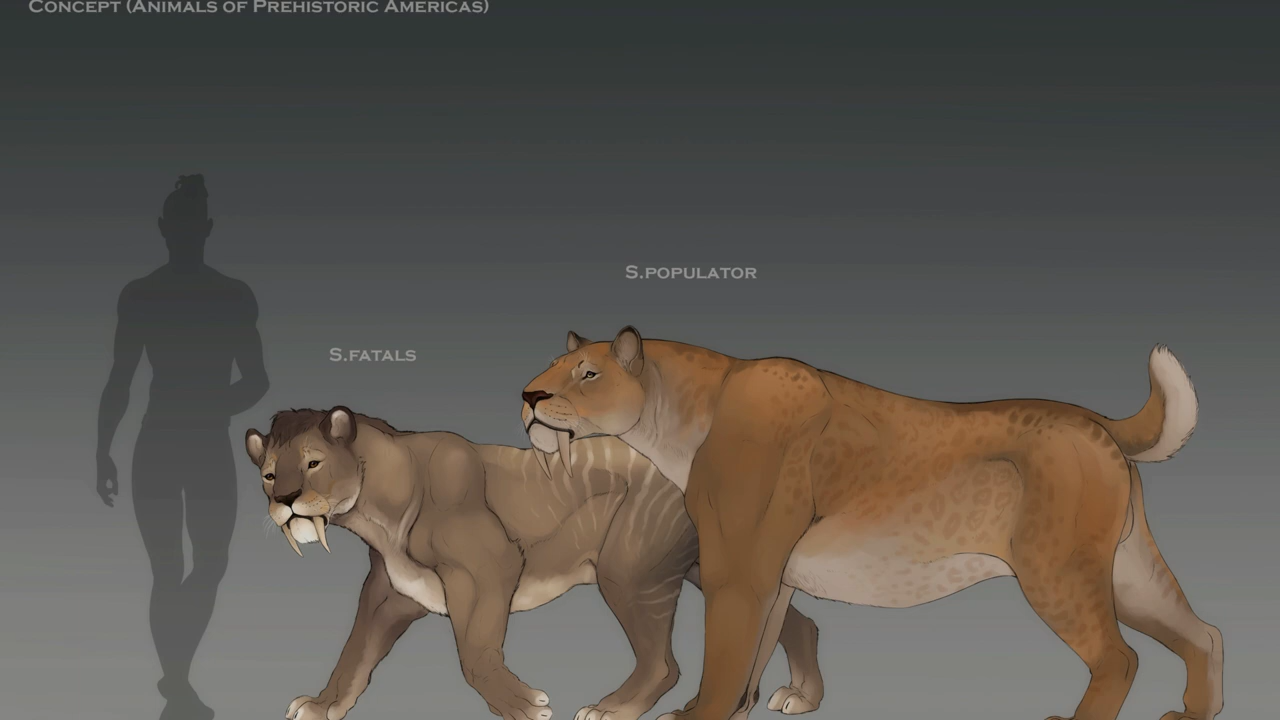 CONCEPT (ANIMALS OF PREHISTORIC AMERICAS)
S.POPULATOR
S.FATALS